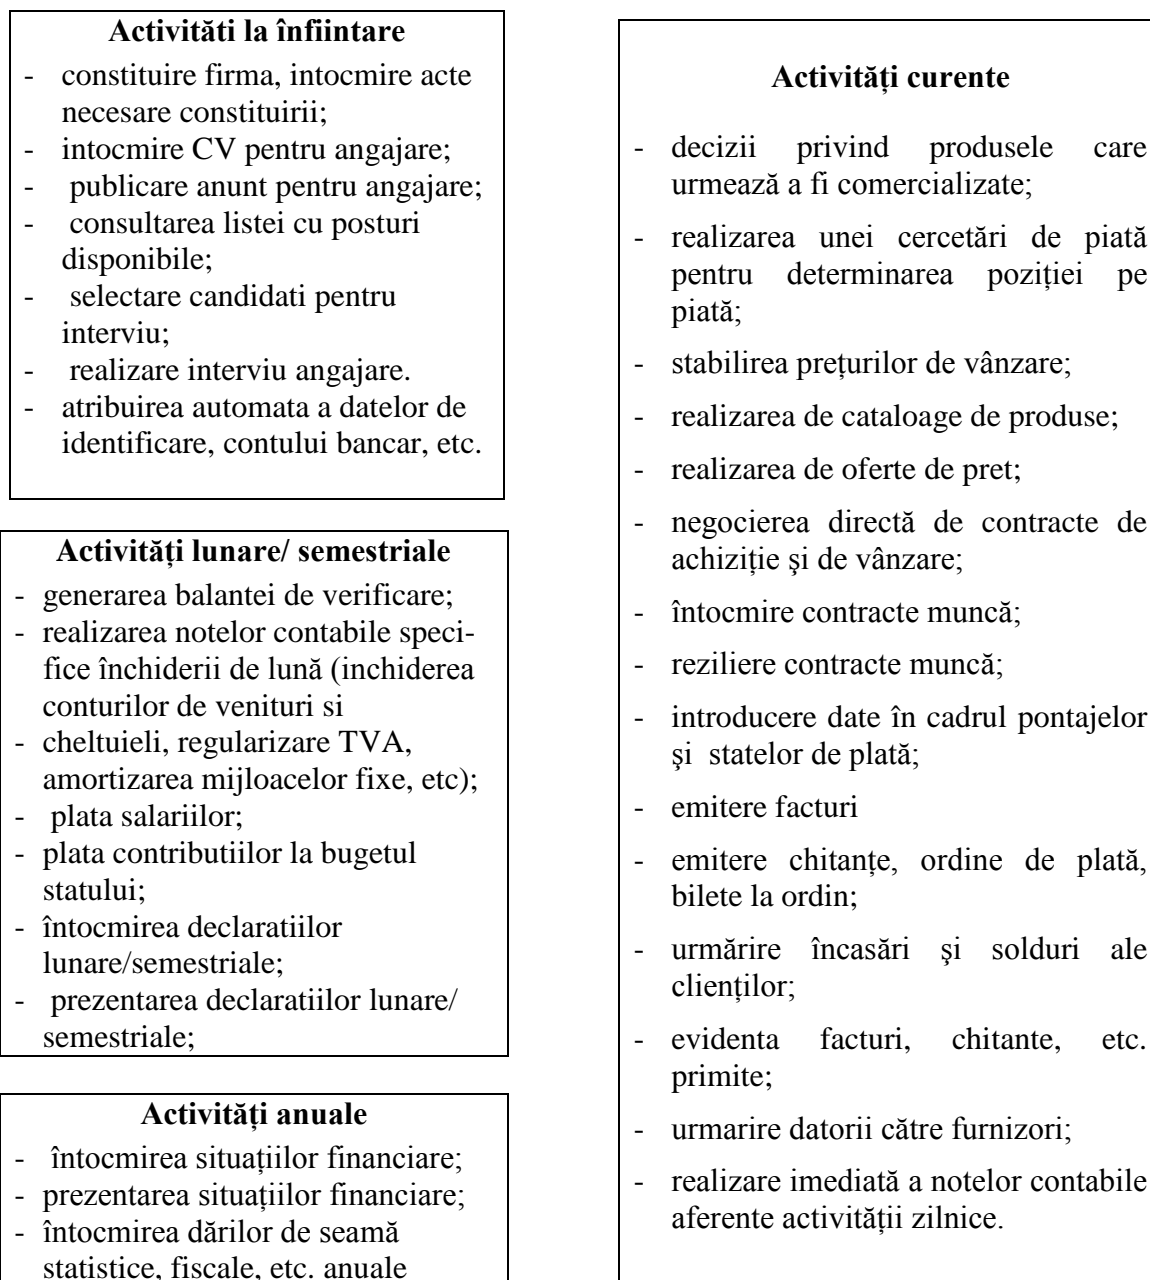 Activităti la înfiintare
- constituire firma, intocmire acte
necesare constituirii;
- intocmire CV pentru angajare;
- publicare anunt pentru angajare;
- consultarea listei cu posturi
disponibile;
- selectare candidati pentru
interviu;
- realizare interviu angajare.
- atribuirea automata a datelor de
identificare, contului bancar, etc.
Activități lunare/ semestriale
- generarea balantei de verificare;
- realizarea notelor contabile speci-
fice închiderii de lună (inchiderea
conturilor de venituri si
- cheltuieli, regularizare TVA,
amortizarea mijloacelor fixe, etc);
- plata salariilor;
- plata contributiilor la bugetul
statului;
- întocmirea declaratiilor
lunare/semestriale;
- prezentarea declaratiilor lunare/
semestriale;
Activități anuale
- întocmirea situațiilor financiare;
- prezentarea situațiilor financiare;
- întocmirea dărilor de seamă
statistice, fiscale, etc. anuale
Activități curente
- decizii privind produsele care
urmează a fi comercializate;
- realizarea unei cercetări de piată
pentru determinarea poziției pe
piată;
- stabilirea prețurilor de vânzare;
- realizarea de cataloage de produse;
- realizarea de oferte de pret;
- negocierea directă de contracte de
achiziție şi de vânzare;
- întocmire contracte muncă;
- reziliere contracte muncă;
- introducere date în cadrul pontajelor
şi statelor de plată;
- emitere facturi
- emitere chitanțe, ordine de plată,
bilete la ordin;
- urmărire încasări şi solduri ale
clienților;
- evidenta facturi, chitante, etc.
primite;
- urmarire datorii către furnizori;
- realizare imediată a notelor contabile
aferente activității zilnice.